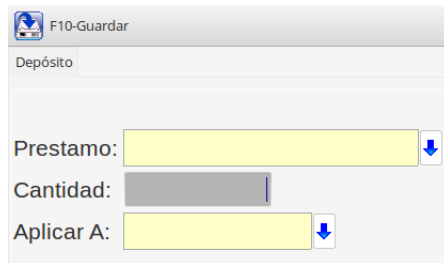 F10-Guardar
Depósito
Prestamo:
Cantidad:
Aplicar A: